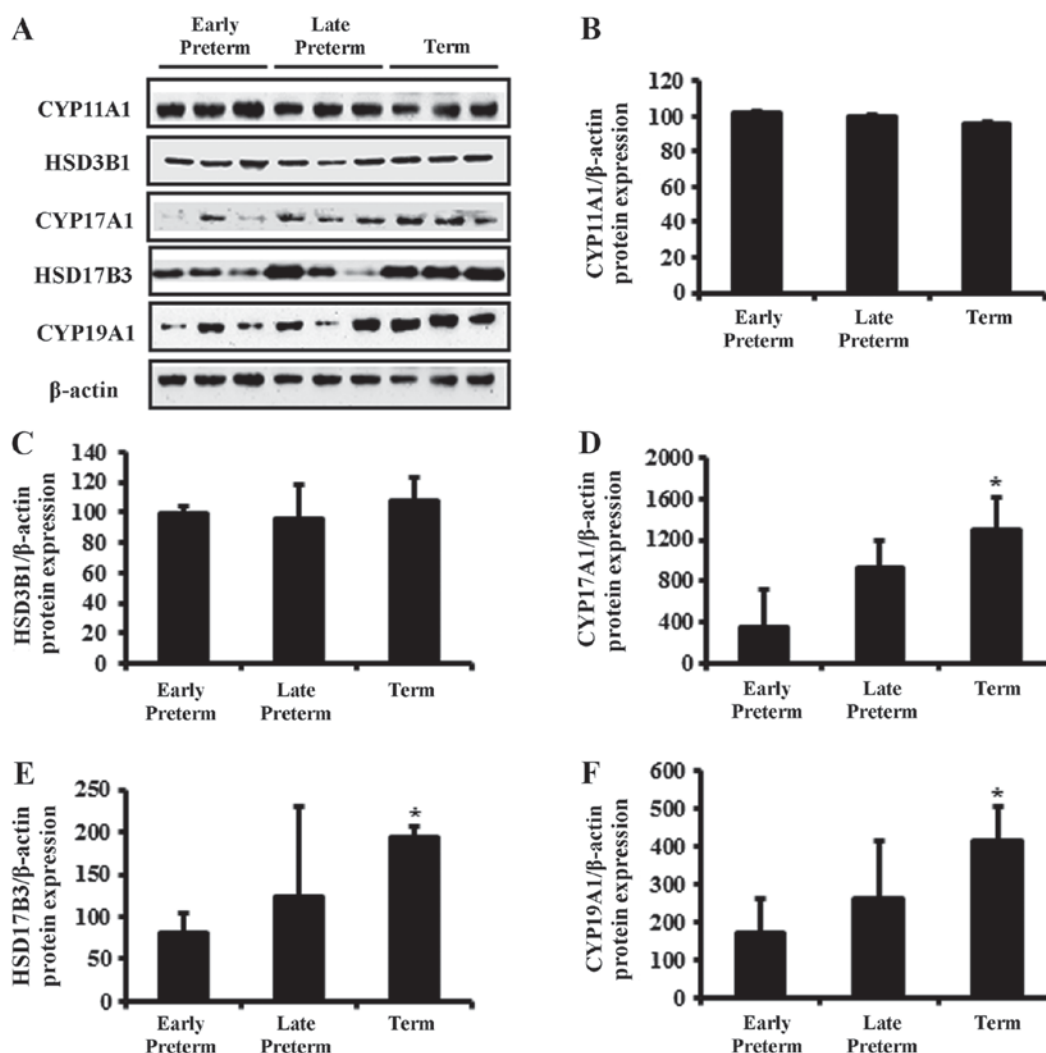 A
Early
Preterm
Late
Preterm
Term
CYP11A1
HSD3B1
CYP17A1
HSD17B3
CYP19A1
β-actin
B
CYP11A1/β-actin
protein expression
120
100
80
60
40
20
0
Early
Preterm
Late
Preterm
Term
C
HSD3B1/β-actin
protein expression
140
120
100
80
60
40
20
0
Early
Preterm
Late
Preterm
Term
D
CYP17A1/β-actin
protein expression
2000
1600
1200
800
400
0
*
Early
Preterm
Late
Preterm
Term
E
HSD17B3/β-actin
protein expression
250
200
150
100
50
0
*
Early
Preterm
Late
Preterm
Term
F
CYP19A1/β-actin
protein expression
600
500
400
300
200
100
0
*
Early
Preterm
Late
Preterm
Term